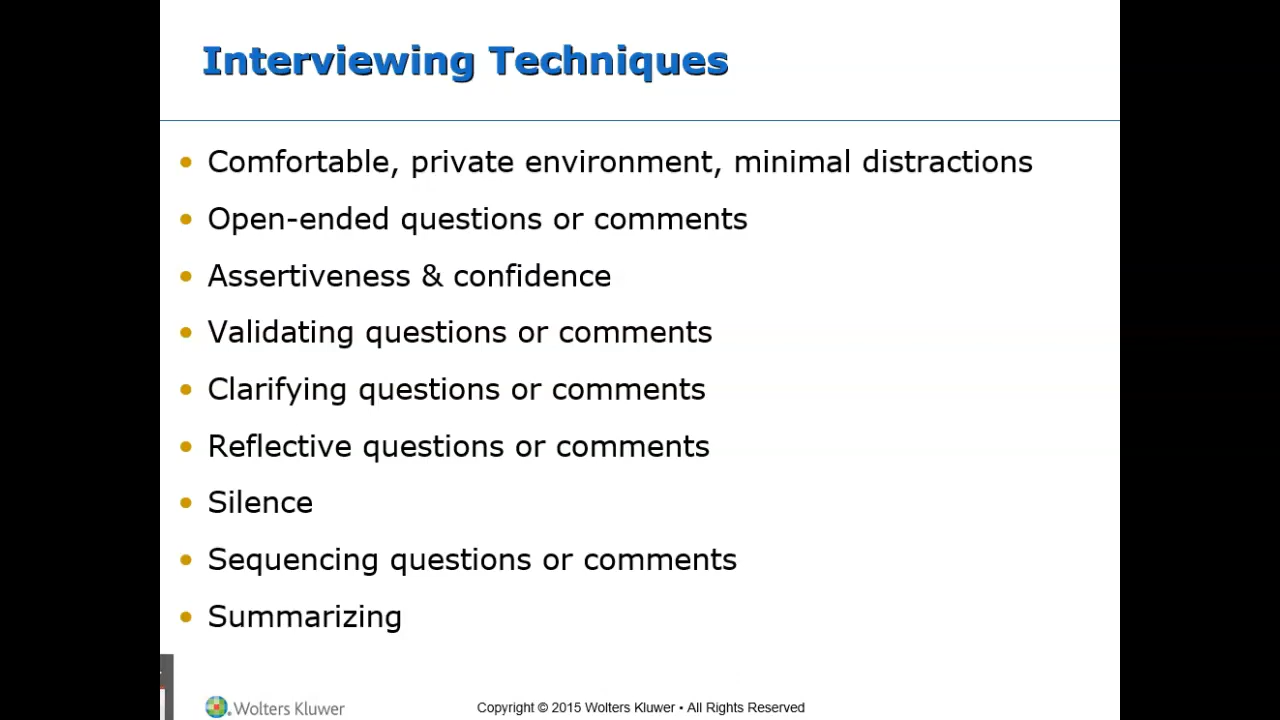 Interviewing Techniques
• Comfortable, private environment, minimal distractions
• Open-ended questions or comments
• Assertiveness & confidence
• Validating questions or comments
• Clarifying questions or comments
• Reflective questions or comments
• Silence
• Sequencing questions or comments
• Summarizing
Wolters Kluwer
Copyright © 2015 Wolters Kluwer • All Rights Reserved